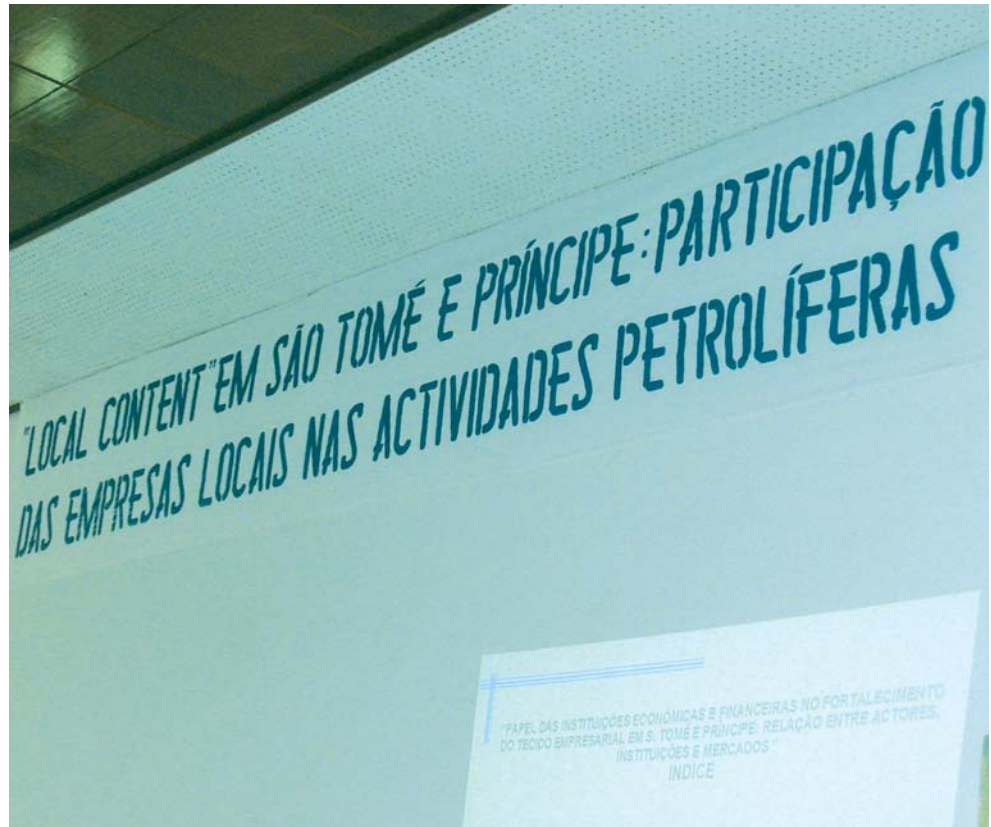 "LOCAL CONTENT"EM SÃO TOMÉ E PRÍNCIPE:PARTICIPAÇÃO
DAS EMPRESAS LOCAIS NAS ACTIVIDADES PETROLÍFERAS
"PAPEL DAS INSTITUIÇÕES ECONÓMICAS E FINANCEIRAS NO FORTALECIMENTO
DO TECIDO EMPRESARIAL EM S. TOMÉ E PRÍNCIPE: RELAÇÃO ENTRE ACTORES,
INSTITUIÇÕES E MERCADOS"
INDICE